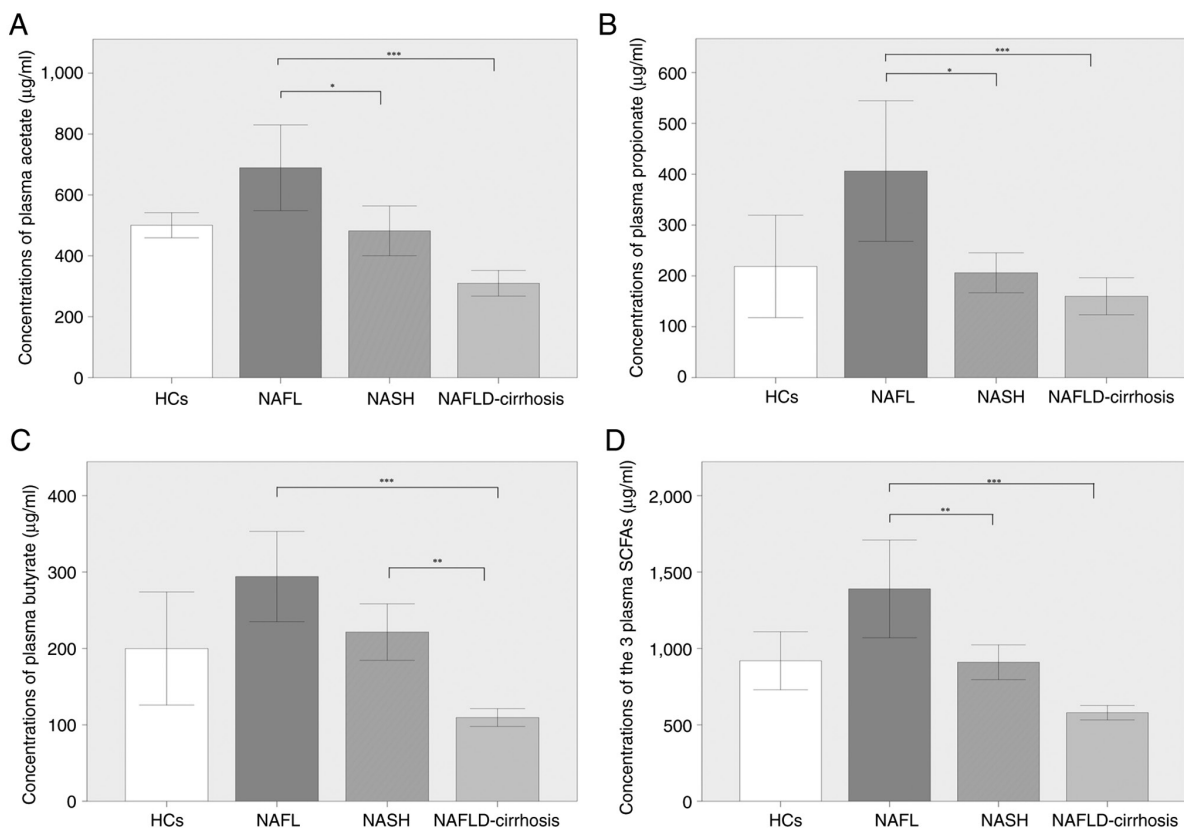 A
Concentrations of plasma acetate (µg/ml)
1,000
800
600
400
200
0
***
*
HCs NAFL NASH NAFLD-cirrhosis
B
Concentrations of plasma propionate (µg/ml)
600
500
400
300
200
100
0
***
*
HCs NAFL NASH NAFLD-cirrhosis
C
Concentrations of plasma butyrate (µg/ml)
400
300
200
100
0
***
**
HCs NAFL NASH NAFLD-cirrhosis
D
Concentrations of the 3 plasma SCFAs (µg/ml)
2,000
1,500
1,000
500
0
***
**
HCs NAFL NASH NAFLD-cirrhosis